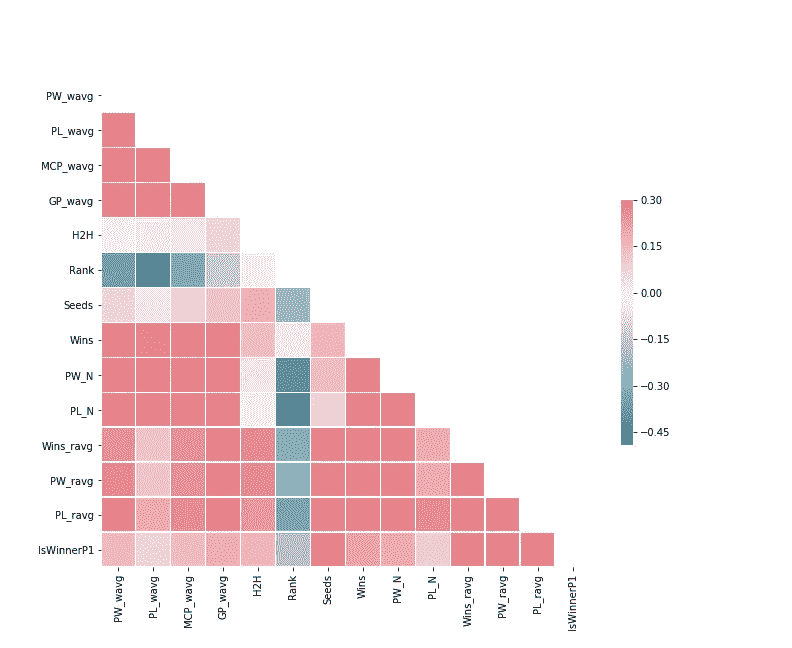 PW_wavg
PL_wavg
MCP_wavg
GP_wavg
H2H
Rank
Seeds
Wins
PW_N
PL_N
Wins_ravg
PW_ravg
PL_ravg
IsWinnerP1
0.30
0.15
0.00
−0.15
−0.30
−0.45
PW_wavg
PL_wavg
MCP_wavg
GP_wavg
H2H
Rank
Seeds
Wins
PW_N
PL_N
Wins_ravg
PW_ravg
PL_ravg
IsWinnerP1